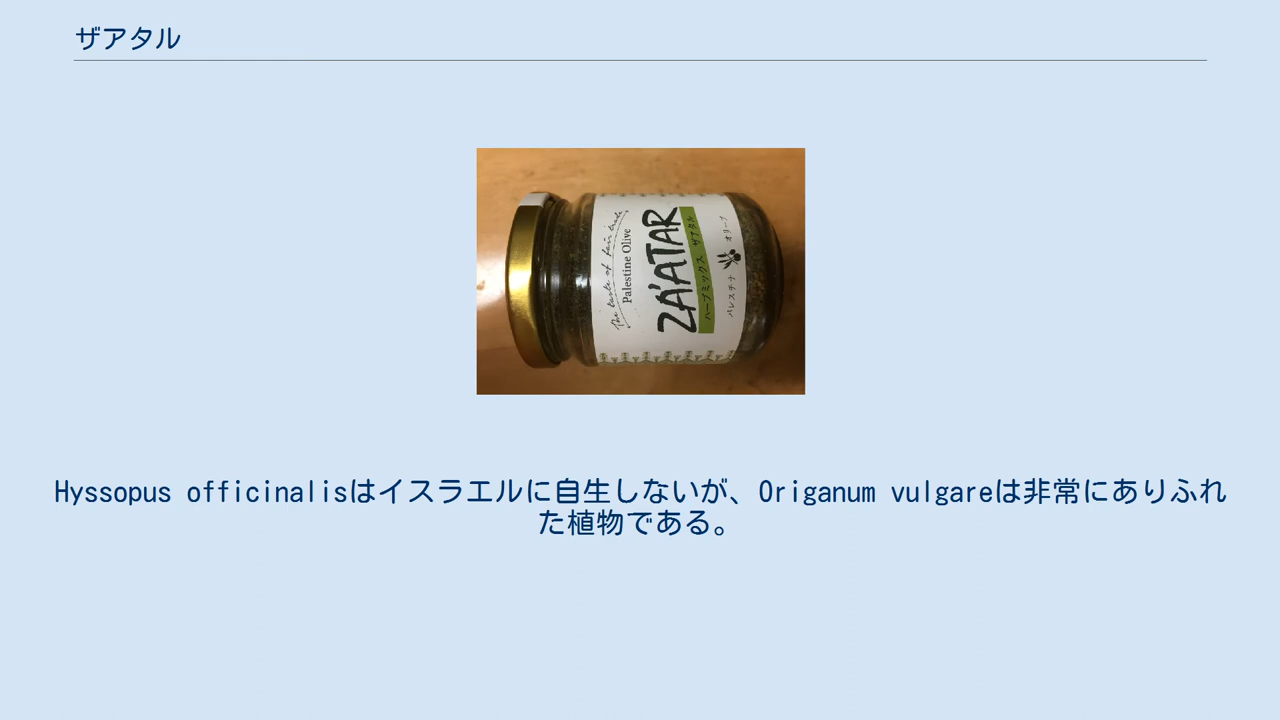 ザアタル
The taste of fair trade
Palestine Olive
ZA'ATAR
ハーブミックス ザアタル
パレスチナ オリーブ
Hyssopus officinalisはイスラエルに自生しないが、Origanum vulgareは非常にありふれ
た植物である。